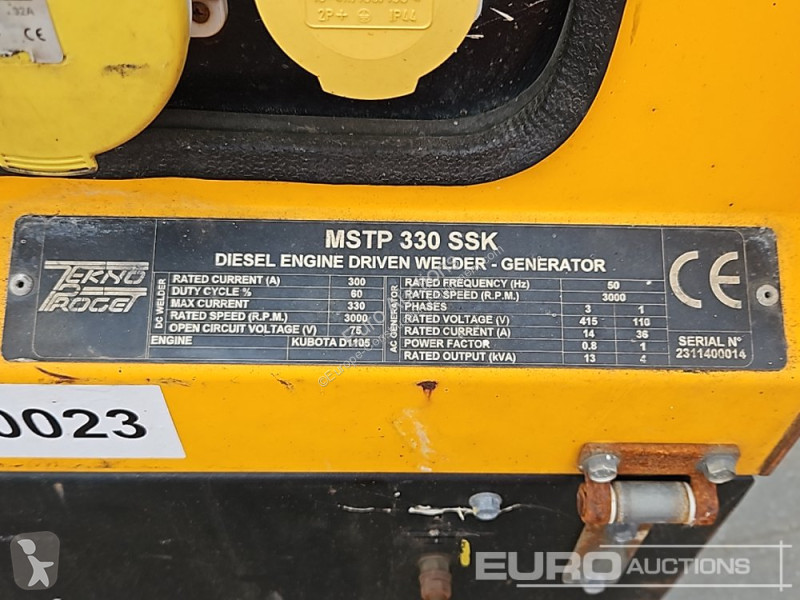 32A
CE
2P+ IP44
MSTP 330 SSK
DIESEL ENGINE DRIVEN WELDER - GENERATOR
TEKNO
PROGET
DC WELDER
RATED CURRENT (A) 300
DUTY CYCLE % 60
MAX CURRENT 330
RATED SPEED (R.P.M.) 3000
OPEN CIRCUIT VOLTAGE (V) 75
ENGINE KUBOTA D1105
AC GENERATOR
RATED FREQUENCY (Hz) 50
RATED SPEED (R.P.M.) 3000
PHASES 3 1
RATED VOLTAGE (V) 415 110
RATED CURRENT (A) 14 36
POWER FACTOR 0.8 1
RATED OUTPUT (kVA) 13 4
CE
SERIAL N°
2311400014
0023
EURO AUCTIONS
www.euroauctions.com